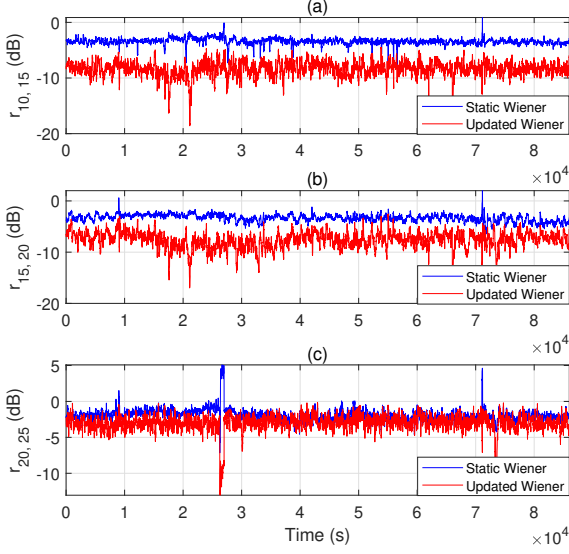 (a)
0
-10
-20
r10, 15 (dB)
Static Wiener
Updated Wiener
0 1 2 3 4 5 6 7 8
× 10^4
(b)
0
-10
-20
r15, 20 (dB)
Static Wiener
Updated Wiener
0 1 2 3 4 5 6 7 8
× 10^4
(c)
5
0
-5
-10
r20, 25 (dB)
Static Wiener
Updated Wiener
0 1 2 3 4 5 6 7 8
Time (s)
× 10^4